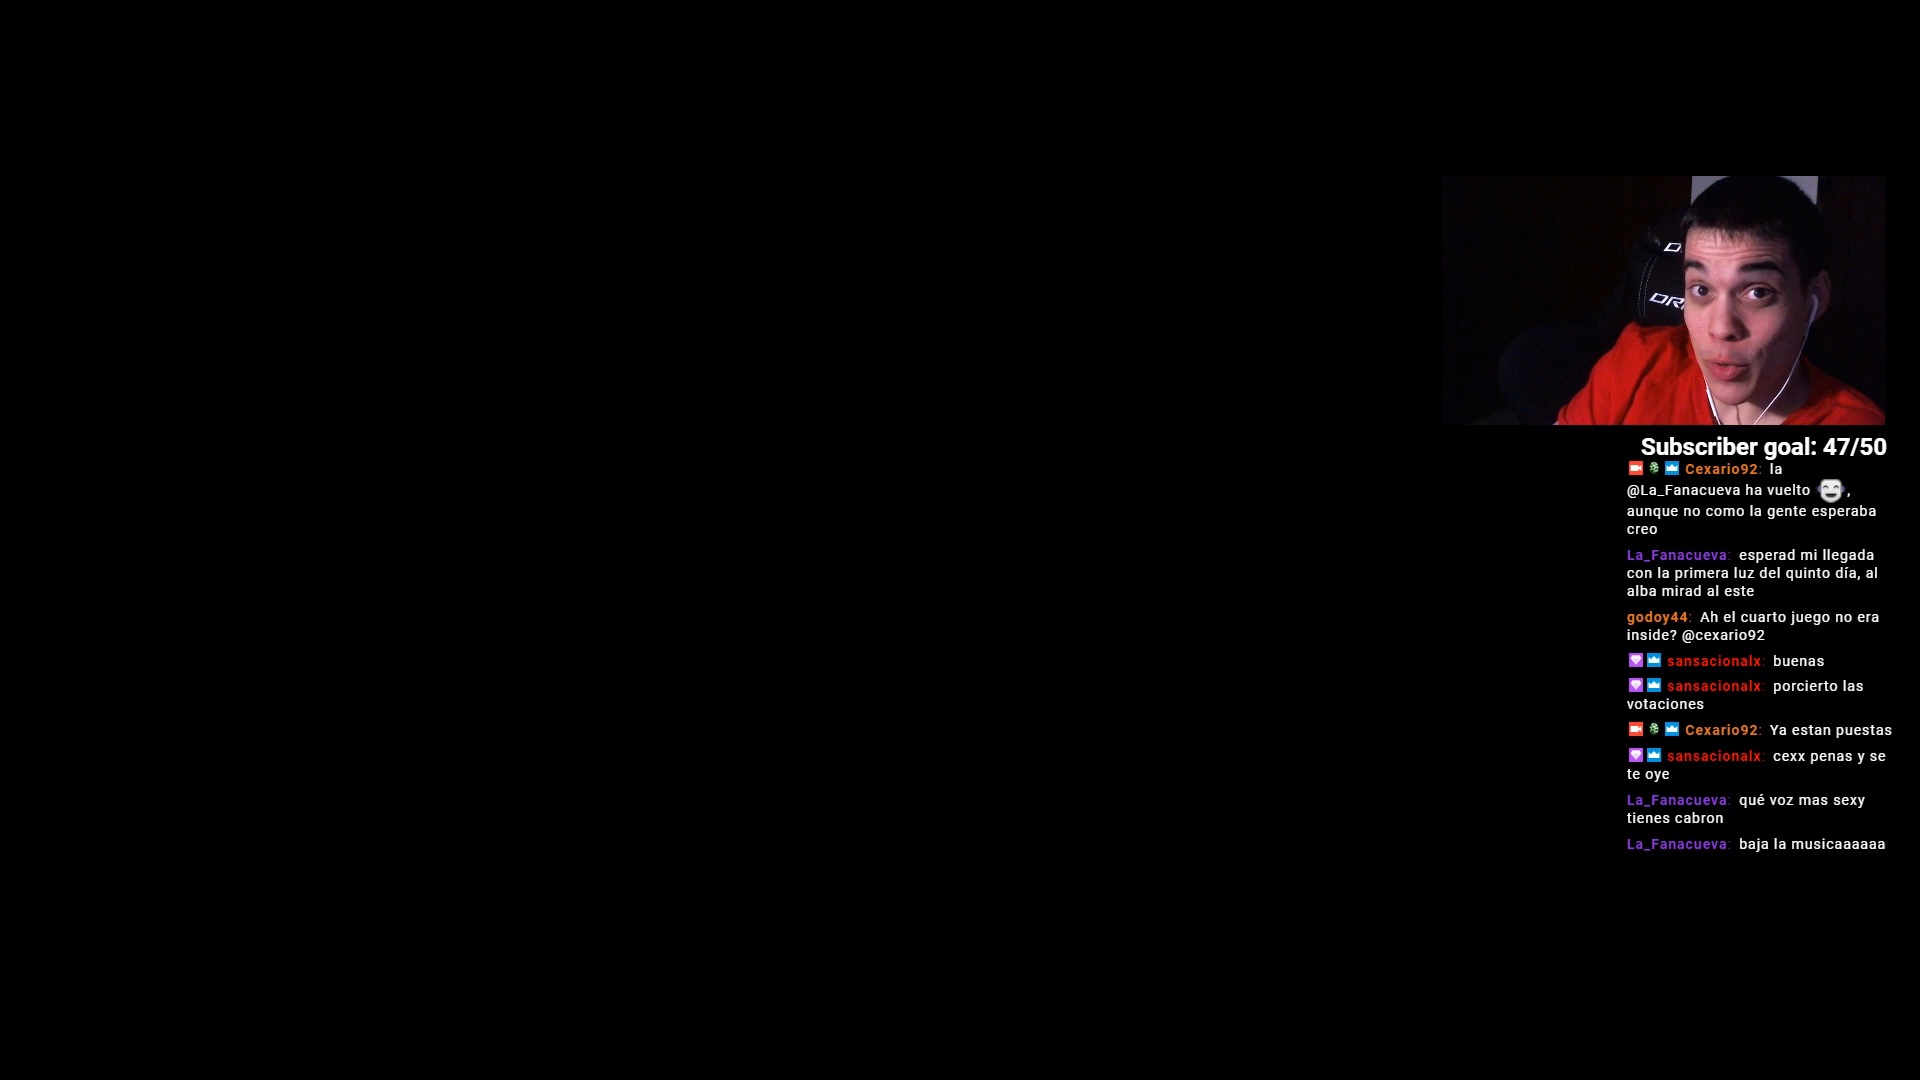 D
DR
Subscriber goal: 47/50
Cexario92: la
@La_Fanacueva ha vuelto ,
aunque no como la gente esperaba
creo
La_Fanacueva: esperad mi llegada
con la primera luz del quinto día, al
alba mirad al este
godoy44: Ah el cuarto juego no era
inside? @cexario92
sansacionalx: buenas
sansacionalx: porcierto las
votaciones
Cexario92: Ya estan puestas
sansacionalx: cexx penas y se
te oye
La_Fanacueva: qué voz mas sexy
tienes cabron
La_Fanacueva: baja la musicaaaaaa